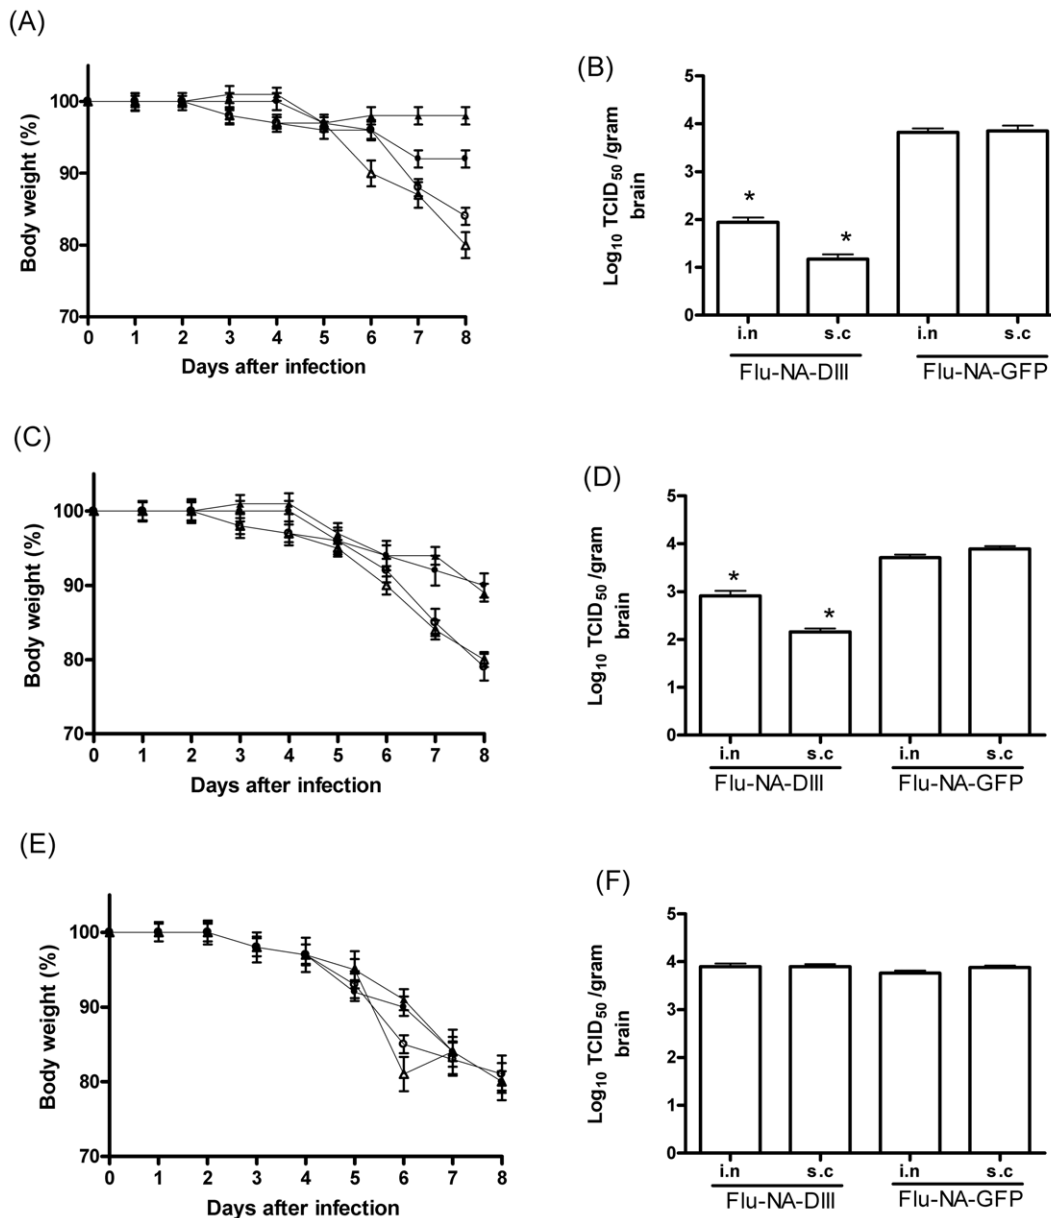 (A)
100
90
80
70
0 1 2 3 4 5 6 7 8
Body weight (%)
Days after infection
(B)
5
4
3
2
1
0
Log₁₀ TCID₅₀ /gram
brain
*
*
i.n s.c i.n s.c
Flu-NA-DIII Flu-NA-GFP
(C)
100
90
80
70
0 1 2 3 4 5 6 7 8
Body weight (%)
Days after infection
(D)
5
4
3
2
1
0
Log₁₀ TCID₅₀ /gram
brain
*
*
i.n s.c i.n s.c
Flu-NA-DIII Flu-NA-GFP
(E)
100
90
80
70
0 1 2 3 4 5 6 7 8
Body weight (%)
Days after infection
(F)
5
4
3
2
1
0
Log₁₀ TCID₅₀ /gram
brain
i.n s.c i.n s.c
Flu-NA-DIII Flu-NA-GFP